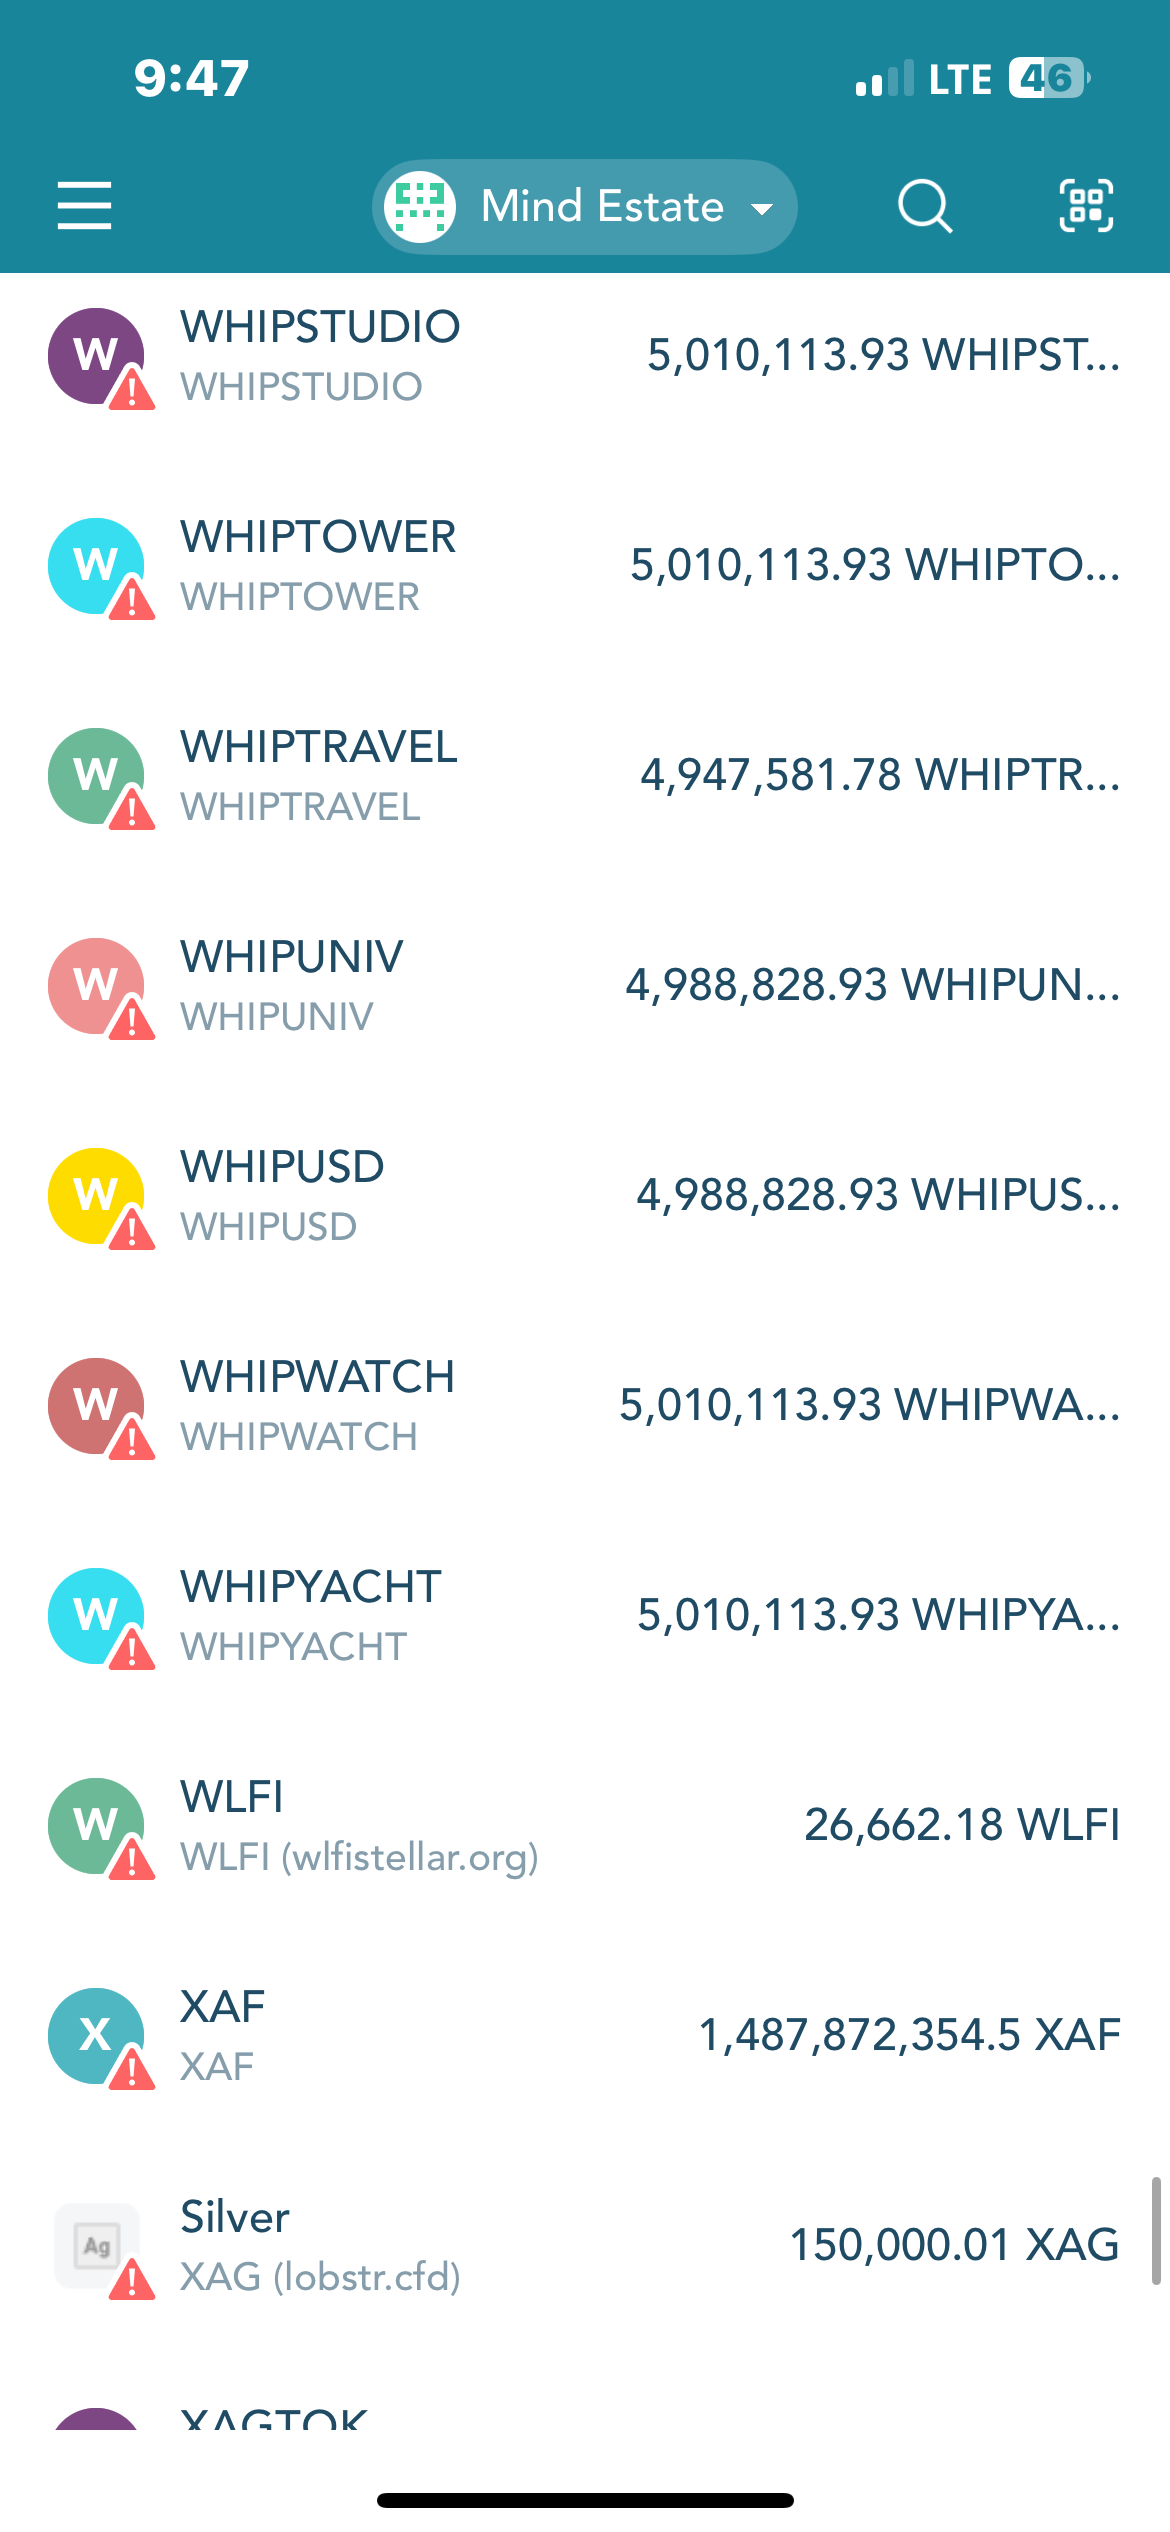 9:47
LTE 46
Mind Estate
W
WHIPSTUDIO
5,010,113.93 WHIPST...
WHIPSTUDIO
W
WHIPTOWER
5,010,113.93 WHIPTO...
WHIPTOWER
W
WHIPTRAVEL
4,947,581.78 WHIPTR...
WHIPTRAVEL
W
WHIPUNIV
4,988,828.93 WHIPUN...
WHIPUNIV
W
WHIPUSD
4,988,828.93 WHIPUS...
WHIPUSD
W
WHIPWATCH
5,010,113.93 WHIPWA...
WHIPWATCH
W
WHIPYACHT
5,010,113.93 WHIPYA...
WHIPYACHT
W
WLFI
26,662.18 WLFI
WLFI (wlfistellar.org)
X
XAF
1,487,872,354.5 XAF
XAF
Ag
Silver
150,000.01 XAG
XAG (lobstr.cfd)
XAGTOK